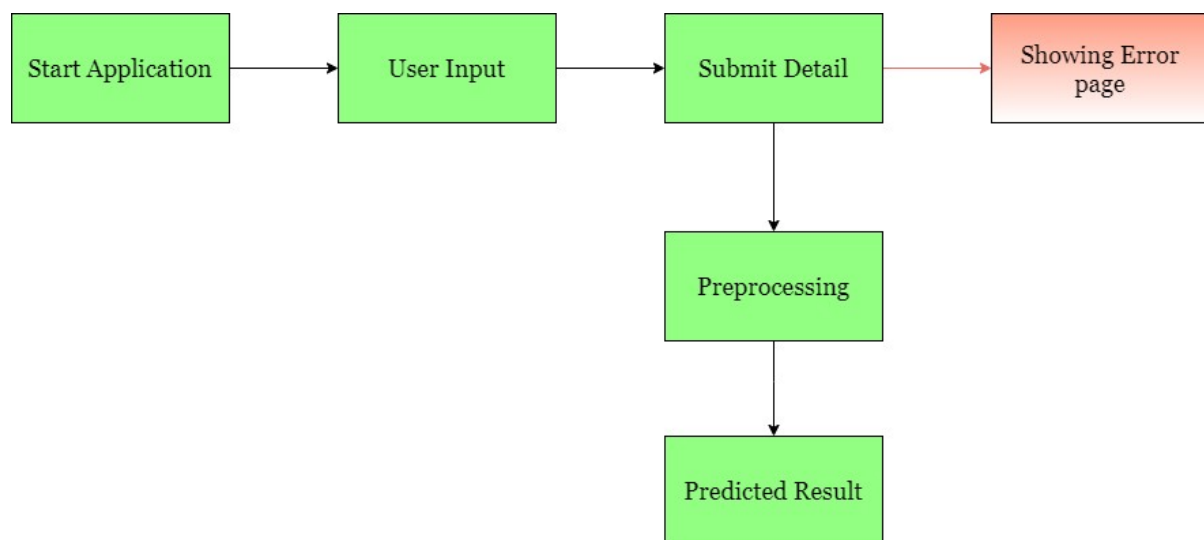 Start Application
User Input
Submit Detail
Showing Error
page
Preprocessing
Predicted Result